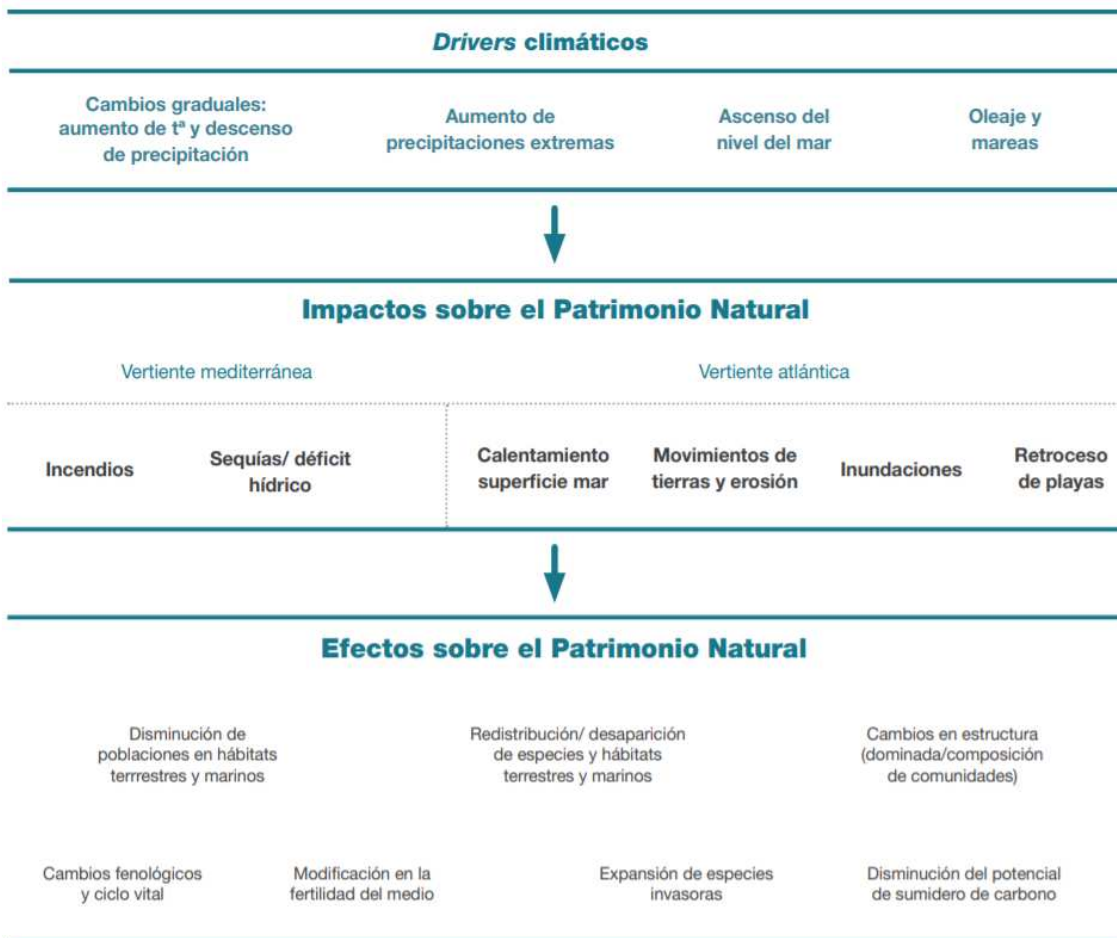 Drivers climáticos
Cambios graduales:
aumento de tª y descenso
de precipitación
Aumento de
precipitaciones extremas
Ascenso del
nivel del mar
Oleaje y
mareas
Impactos sobre el Patrimonio Natural
Vertiente mediterránea
Vertiente atlántica
Incendios
Sequías/ déficit
hídrico
Calentamiento
superficie mar
Movimientos de
tierras y erosión
Inundaciones
Retroceso
de playas
Efectos sobre el Patrimonio Natural
Disminución de
poblaciones en hábitats
terrrestres y marinos
Redistribución/ desaparición
de especies y hábitats
terrestres y marinos
Cambios en estructura
(dominada/composición
de comunidades)
Cambios fenológicos
y ciclo vital
Modificación en la
fertilidad del medio
Expansión de especies
invasoras
Disminución del potencial
de sumidero de carbono